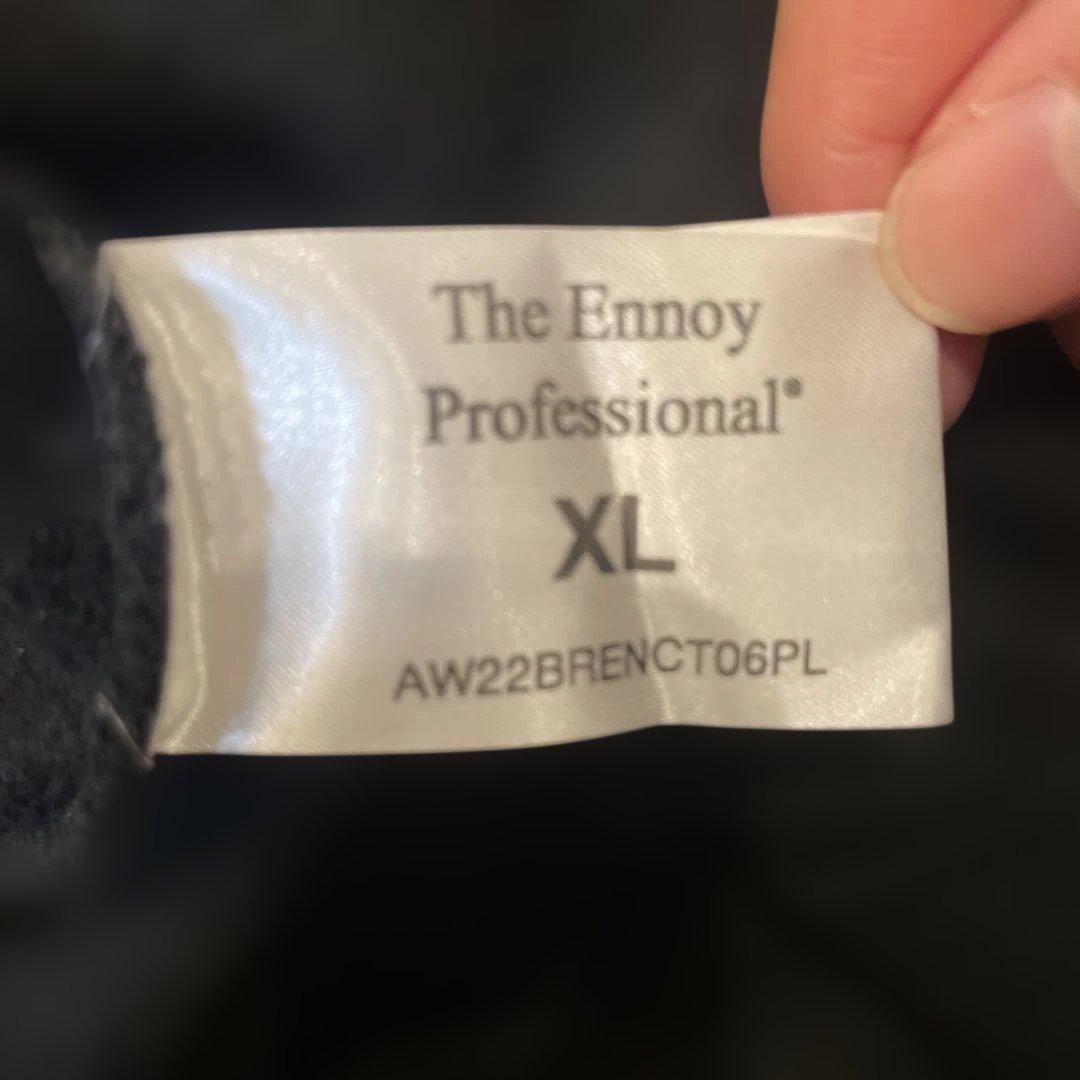 The Ennoy
Professional®
XL
AW22BRENCT06PL